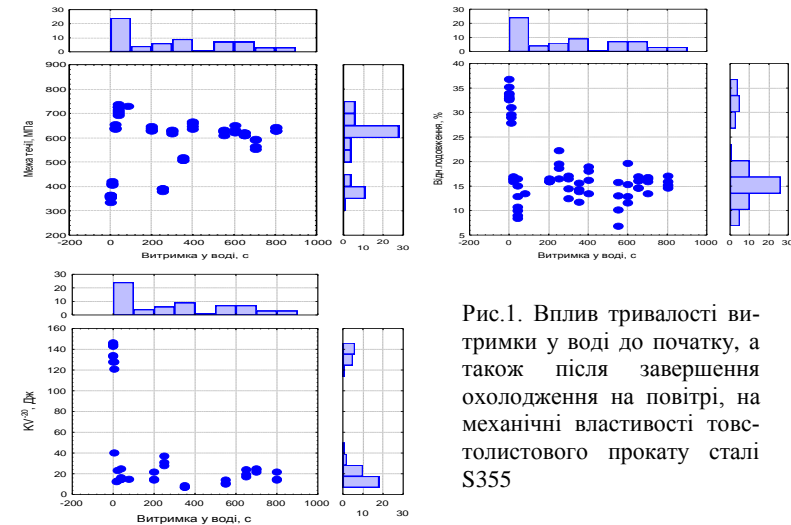 30
20
10
0
900
800
700
600
500
400
300
200
Межа течії, МПа
-200 0 200 400 600 800 1000
Витримка у воді, с
0 10 20 30
30
20
10
0
40
35
30
25
20
15
10
5
Відн.подовження, %
-200 0 200 400 600 800 1000
Витримка у воді, с
0 10 20 30
30
20
10
0
160
140
120
100
80
60
40
20
0
KV⁻²⁰, Дж
-200 0 200 400 600 800 1000
Витримка у воді, с
0 10 20 30
Рис.1. Вплив тривалості ви-
тримки у воді до початку, а
також після завершення
охолодження на повітрі, на
механічні властивості товс-
толистового прокату сталі
S355